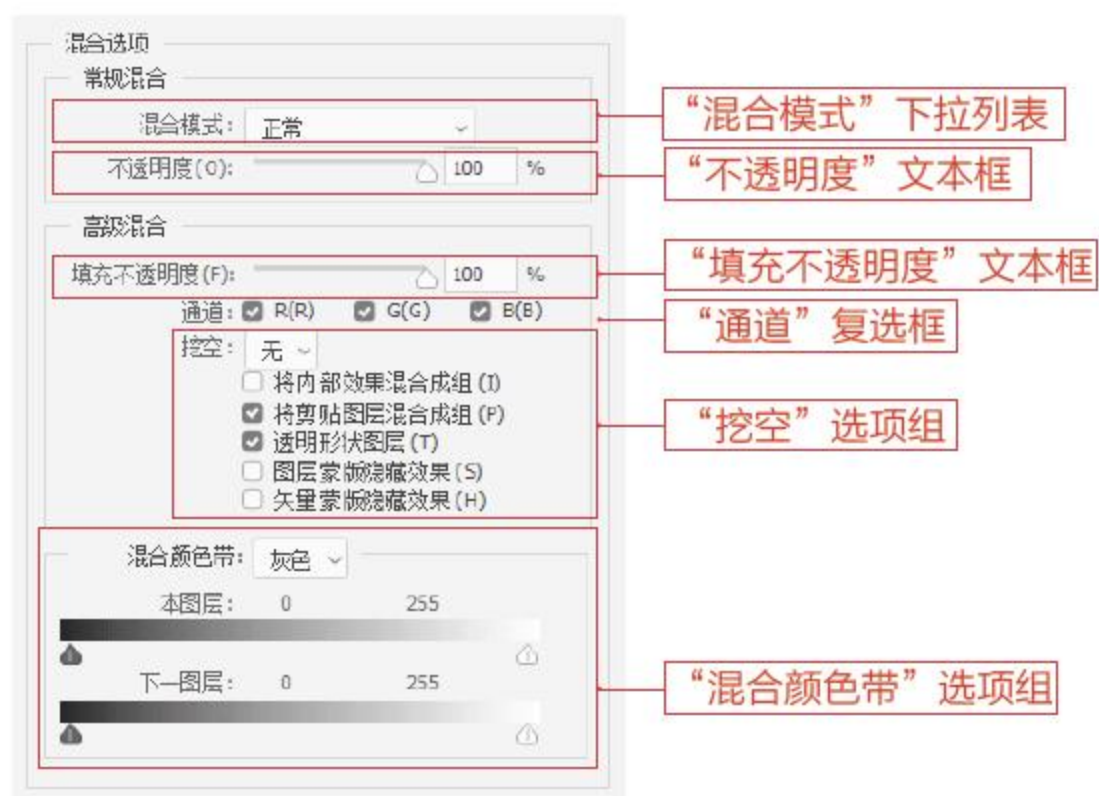 混合选项
常规混合
混合模式: 正常
“混合模式” 下拉列表
不透明度(O): 100 %
“不透明度” 文本框
高级混合
填充不透明度(F): 100 %
“填充不透明度” 文本框
通道: R(R) G(G) B(B)
“通道” 复选框
挖空: 无
将内部效果混合成组(I)
将剪贴图层混合成组(P)
“挖空” 选项组
透明形状图层(T)
图层蒙版隐藏效果(S)
矢量蒙版隐藏效果(H)
混合颜色带: 灰色
本图层: 0 255
下一图层: 0 255
“混合颜色带” 选项组